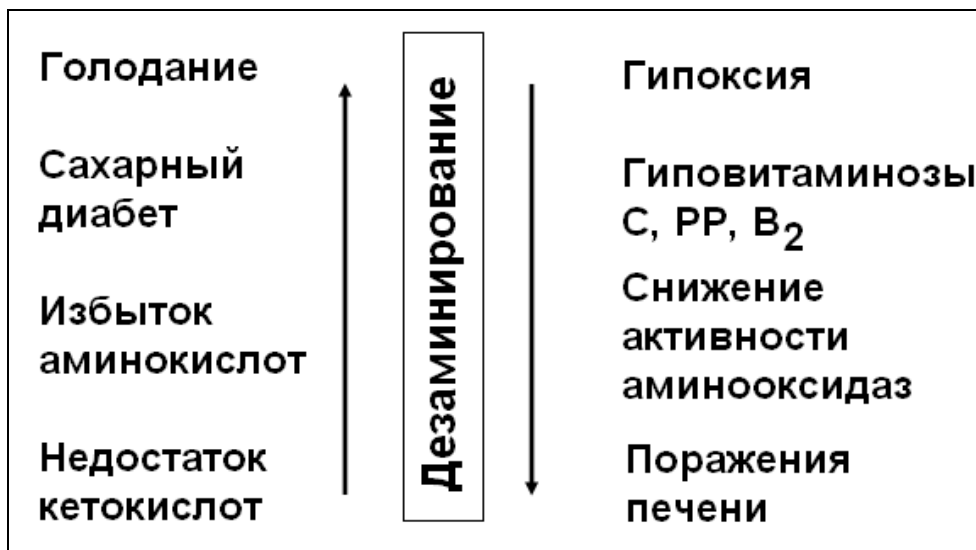 Голодание
Сахарный
диабет
Избыток
аминокислот
Недостаток
кетокислот
Дезаминирование
Гипоксия
Гиповитаминозы
С, РР, В2
Снижение
активности
аминооксидаз
Поражения
печени